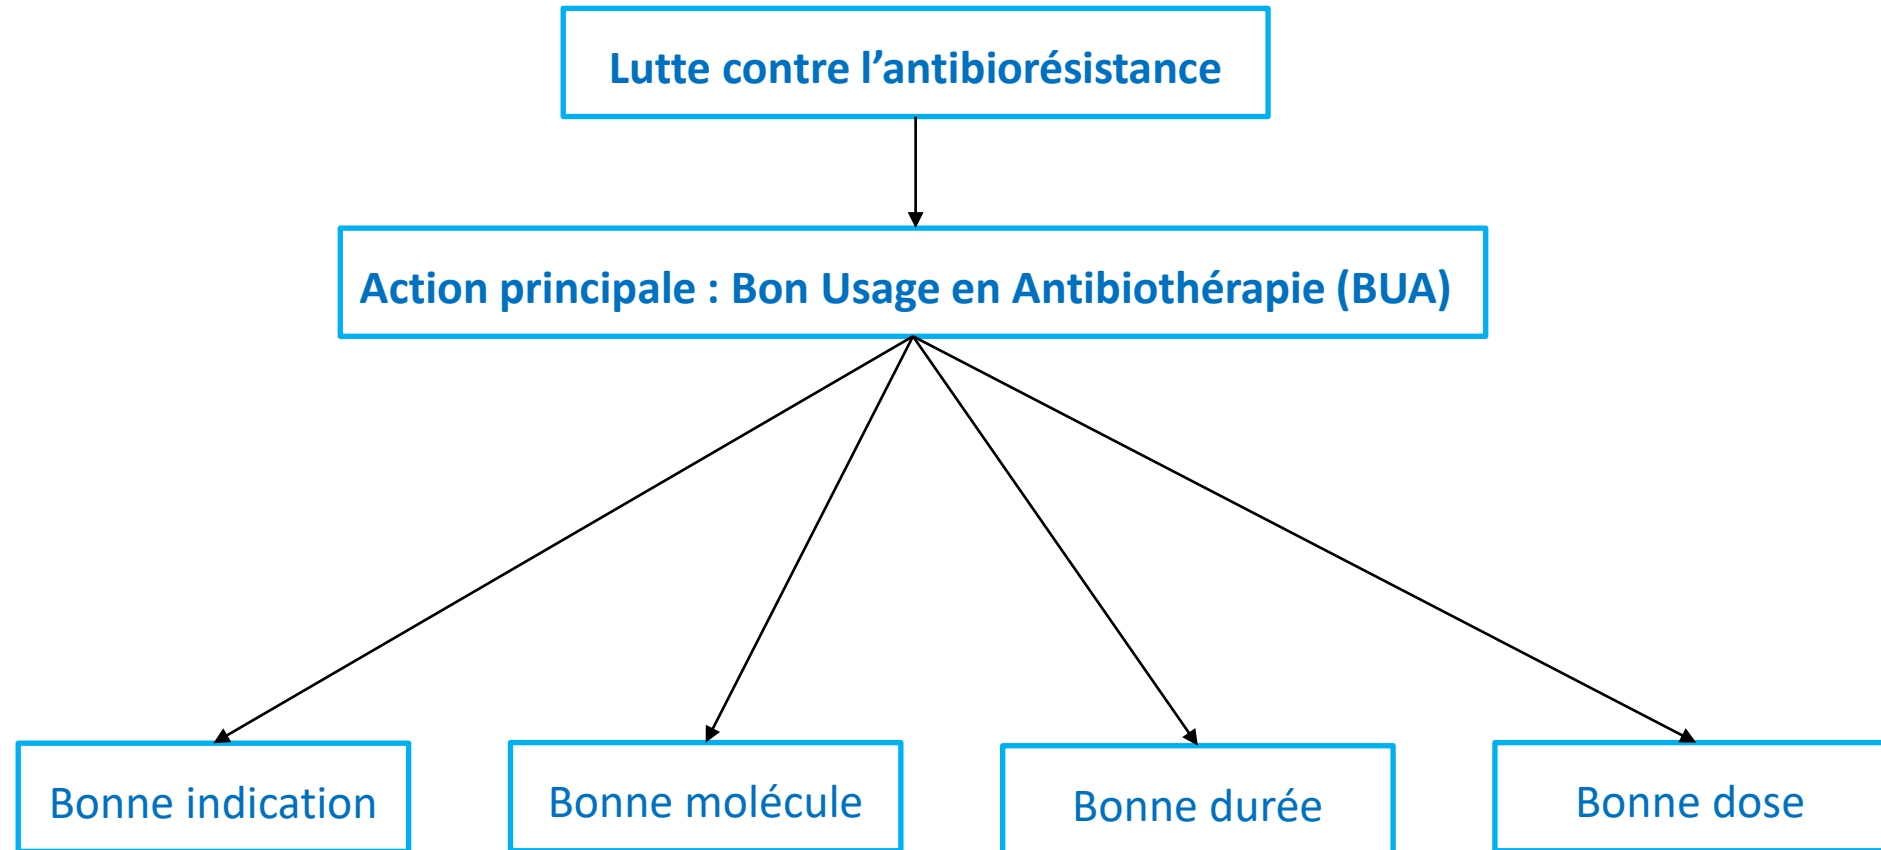 Lutte contre l’antibiorésistance
Action principale : Bon Usage en Antibiothérapie (BUA)
Bonne indication
Bonne molécule
Bonne durée
Bonne dose